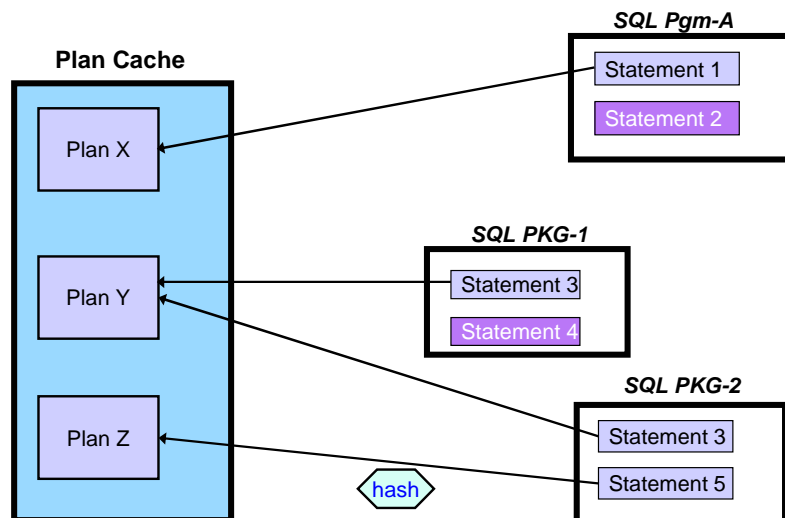 SQL Pgm-A
Plan Cache
Statement 1
Statement 2
Plan X
SQL PKG-1
Statement 3
Plan Y
Statement 4
SQL PKG-2
Plan Z
Statement 3
Statement 5
hash